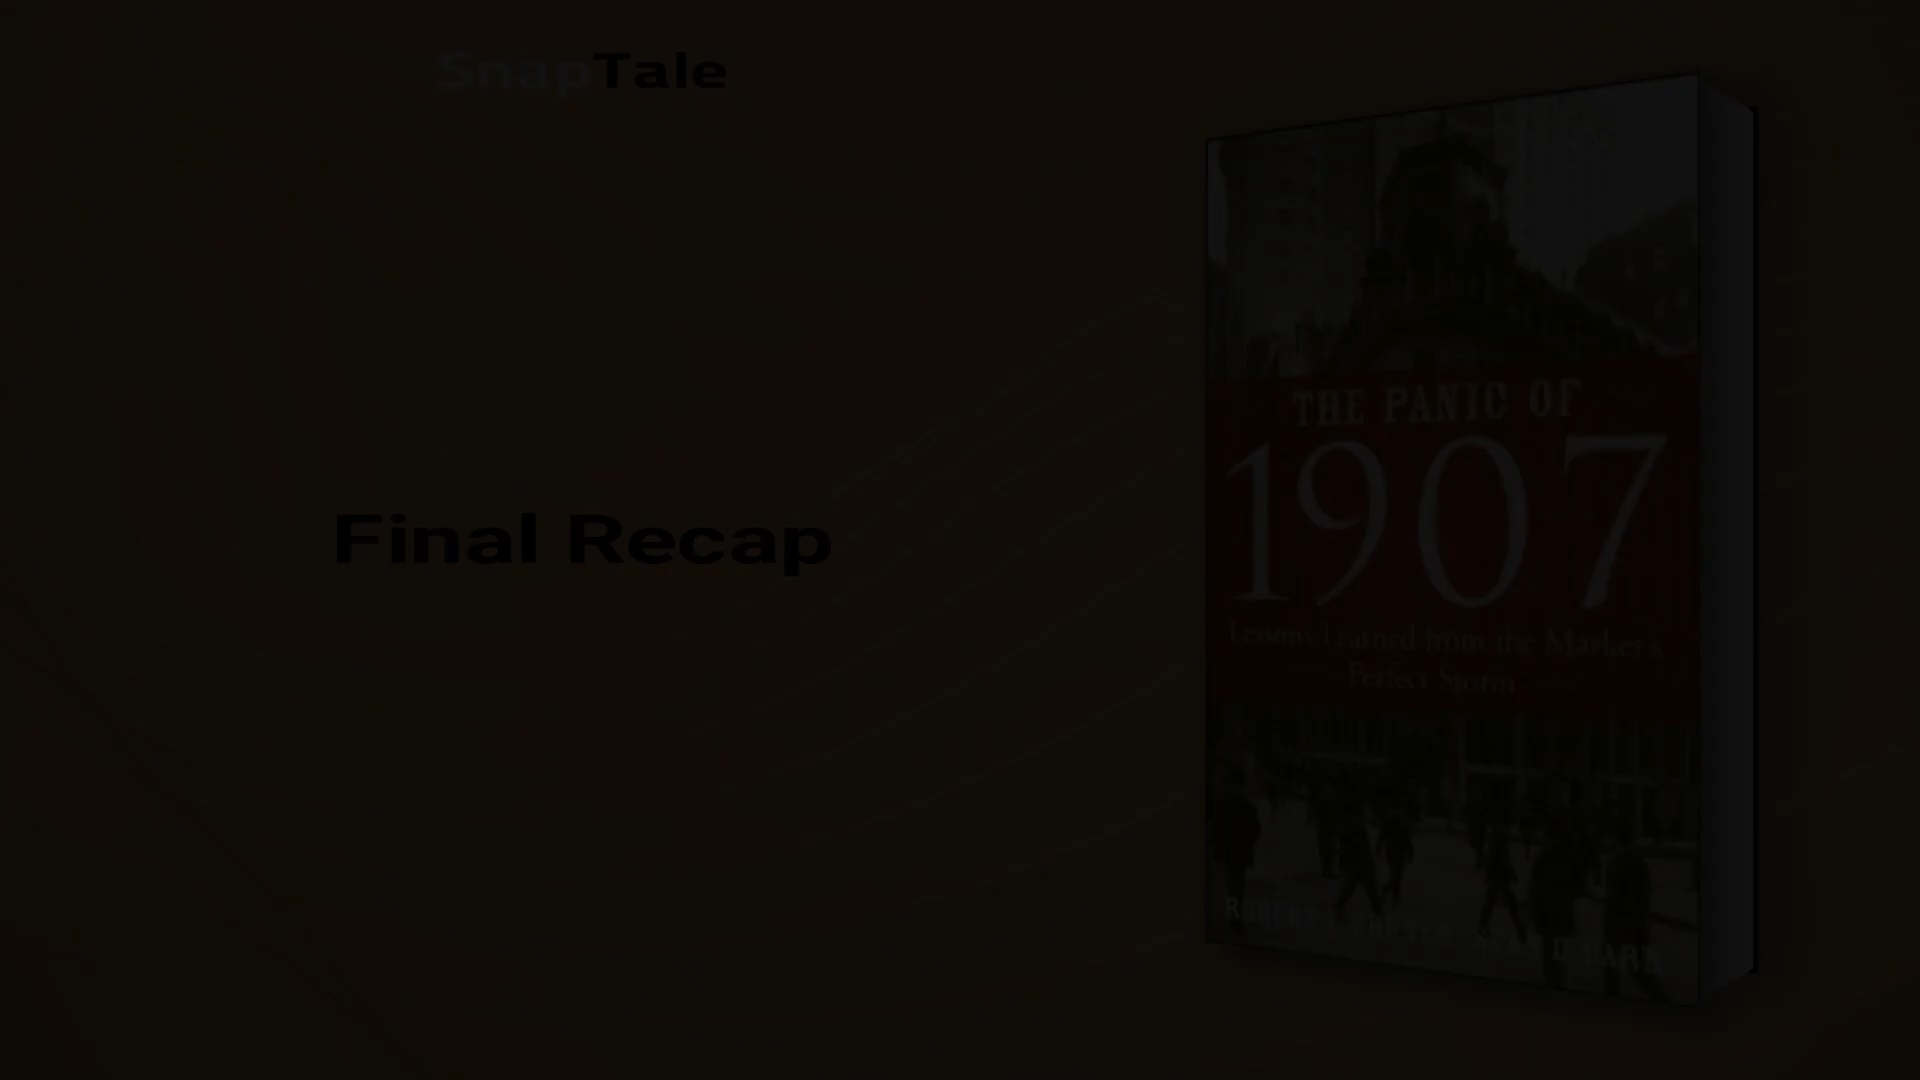 SnapTale
Final Recap
THE PANIC OF
1907
Lessons Learned from the Market's
Perfect Storm